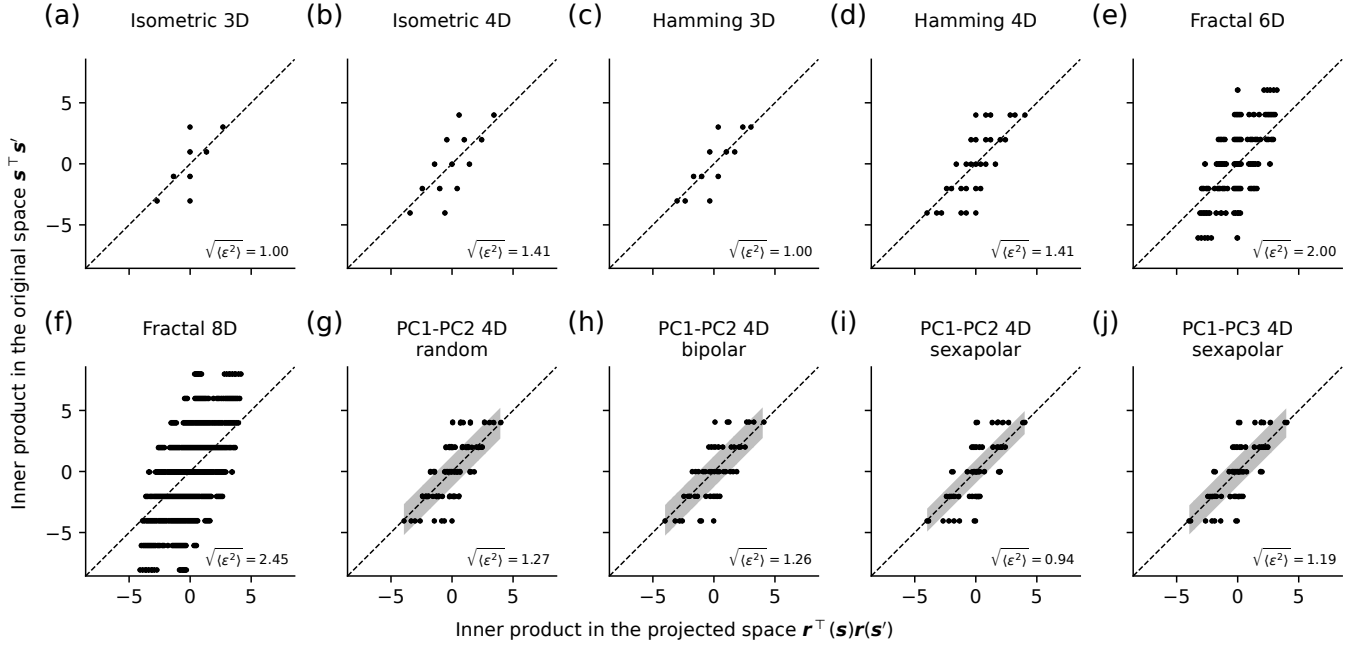 (a) Isometric 3D
(b) Isometric 4D
(c) Hamming 3D
(d) Hamming 4D
(e) Fractal 6D
5
0
−5
√⟨ε²⟩ = 1.00
√⟨ε²⟩ = 1.41
√⟨ε²⟩ = 1.00
√⟨ε²⟩ = 1.41
√⟨ε²⟩ = 2.00
Inner product in the original space s⊤s′
(f) Fractal 8D
(g) PC1-PC2 4D
random
(h) PC1-PC2 4D
bipolar
(i) PC1-PC2 4D
sexapolar
(j) PC1-PC3 4D
sexapolar
5
0
−5
√⟨ε²⟩ = 2.45
√⟨ε²⟩ = 1.27
√⟨ε²⟩ = 1.26
√⟨ε²⟩ = 0.94
√⟨ε²⟩ = 1.19
−5 0 5
−5 0 5
−5 0 5
−5 0 5
−5 0 5
Inner product in the projected space r⊤(s)r(s′)